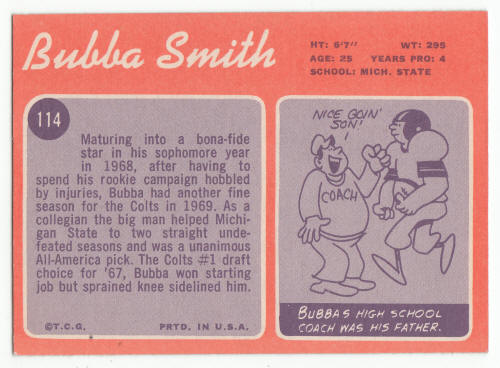 Bubba Smith
HT: 6'7" WT: 295
AGE: 25 YEARS PRO: 4
SCHOOL: MICH. STATE
114
Maturing into a bona-fide
star in his sophomore year
in 1968, after having to
spend his rookie campaign hobbled
by injuries, Bubba had another fine
season for the Colts in 1969. As a
collegian the big man helped Michi-
gan State to two straight unde-
feated seasons and was a unanimous
All-America pick. The Colts #1 draft
choice for '67, Bubba won starting
job but sprained knee sidelined him.
©T.C.G. PRTD. IN U.S.A.
NICE GOIN'
SON!
COACH
BUBBAS HIGH SCHOOL
COACH WAS HIS FATHER.